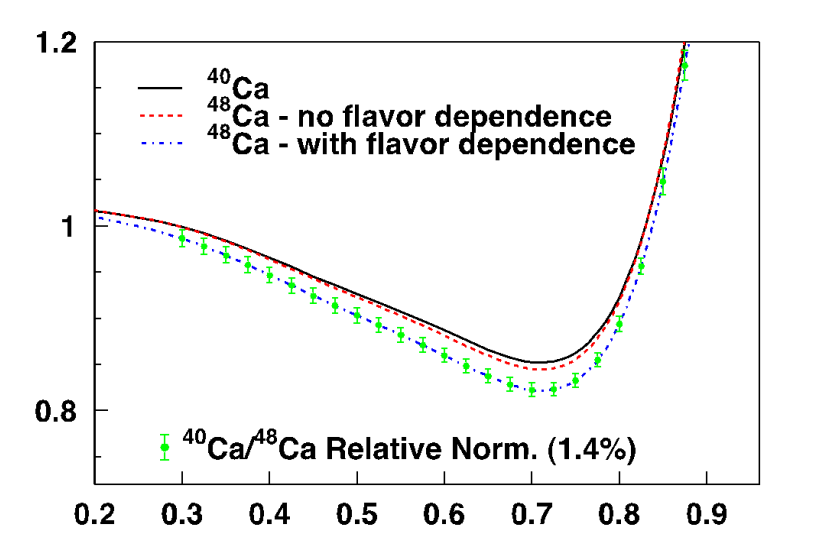 1.2
⁴⁰Ca
⁴⁸Ca - no flavor dependence
⁴⁸Ca - with flavor dependence
1
0.8
⁴⁰Ca/⁴⁸Ca Relative Norm. (1.4%)
0.2 0.3 0.4 0.5 0.6 0.7 0.8 0.9